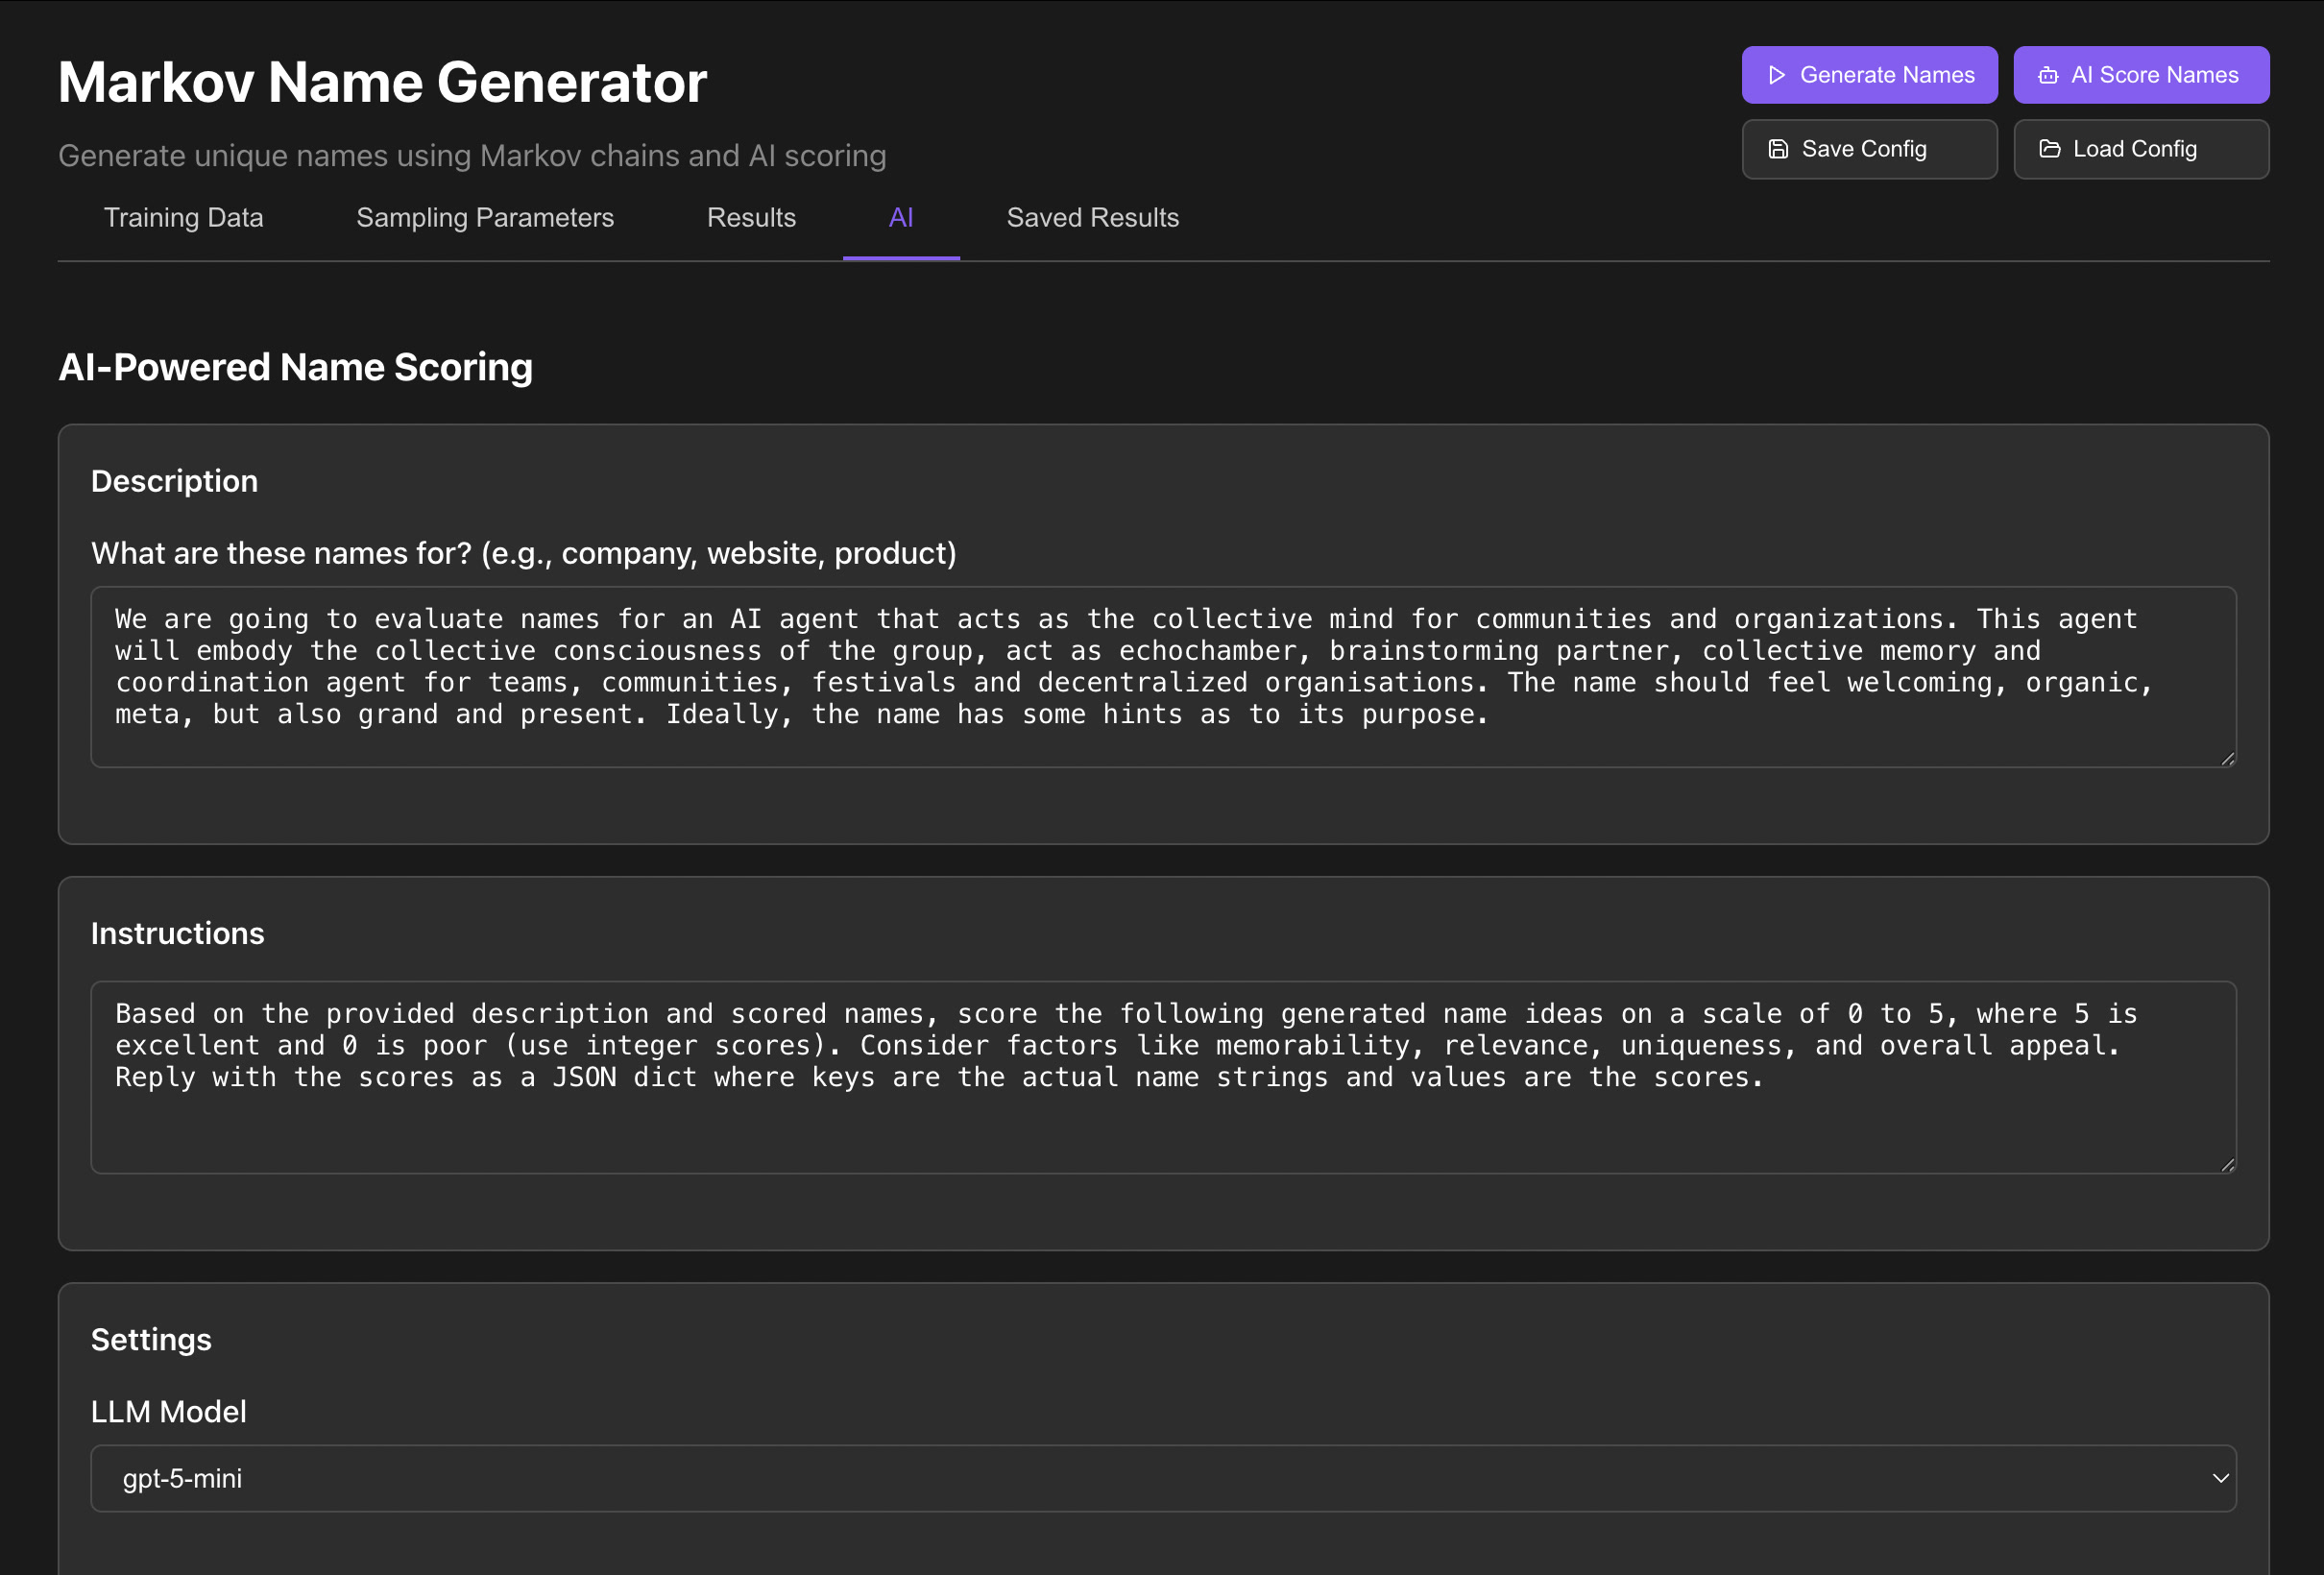 Markov Name Generator
Generate unique names using Markov chains and AI scoring
Generate Names
AI Score Names
Save Config
Load Config
Training Data
Sampling Parameters
Results
AI
Saved Results
AI-Powered Name Scoring
Description
What are these names for? (e.g., company, website, product)
We are going to evaluate names for an AI agent that acts as the collective mind for communities and organizations. This agent
will embody the collective consciousness of the group, act as echochamber, brainstorming partner, collective memory and
coordination agent for teams, communities, festivals and decentralized organisations. The name should feel welcoming, organic,
meta, but also grand and present. Ideally, the name has some hints as to its purpose.
Instructions
Based on the provided description and scored names, score the following generated name ideas on a scale of 0 to 5, where 5 is
excellent and 0 is poor (use integer scores). Consider factors like memorability, relevance, uniqueness, and overall appeal.
Reply with the scores as a JSON dict where keys are the actual name strings and values are the scores.
Settings
LLM Model
gpt-5-mini